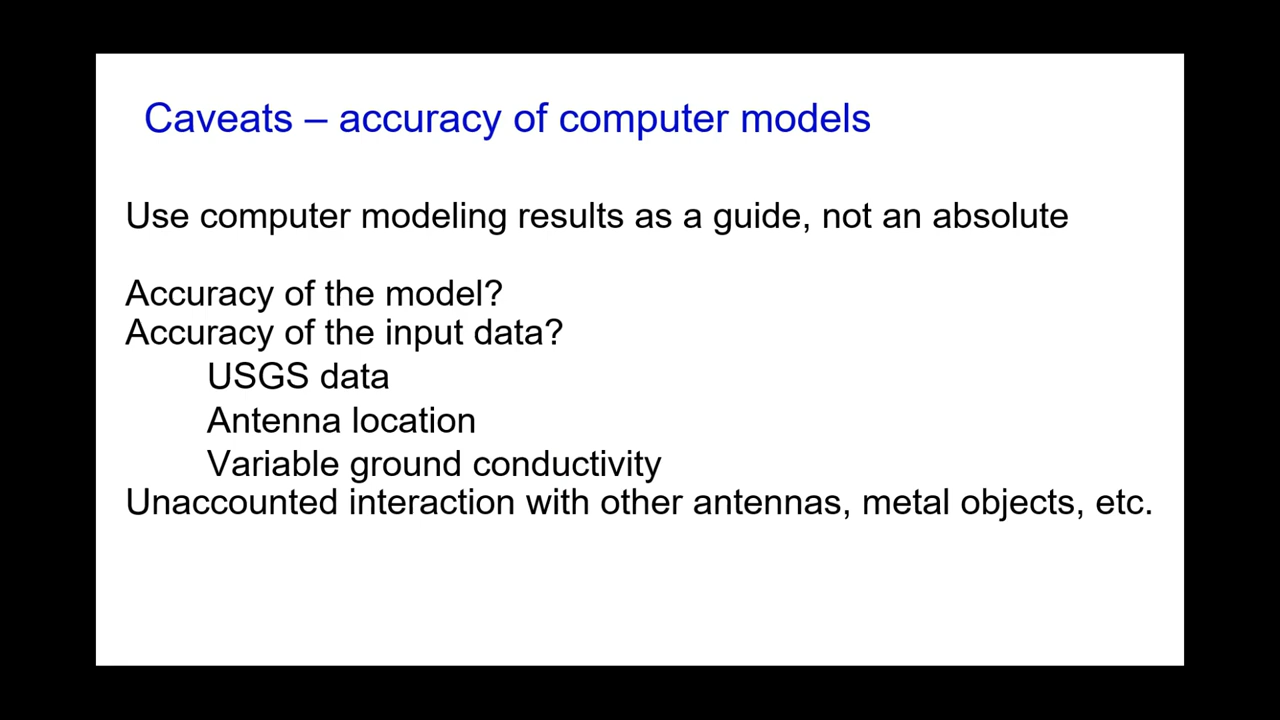 Caveats – accuracy of computer models
Use computer modeling results as a guide, not an absolute
Accuracy of the model?
Accuracy of the input data?
USGS data
Antenna location
Variable ground conductivity
Unaccounted interaction with other antennas, metal objects, etc.